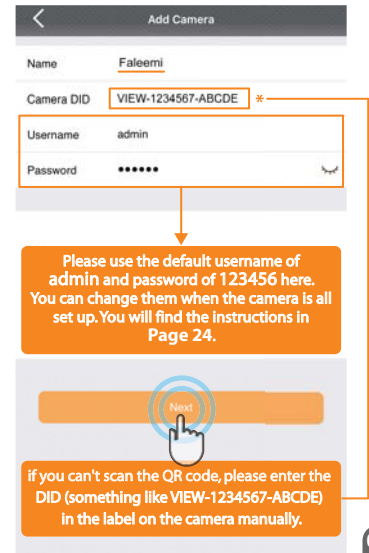 Add Camera
Name Faleemi
Camera DID VIEW-1234567-ABCDE *
Username admin
Password ••••••
Please use the default username of
admin and password of 123456 here.
You can change them when the camera is all
set up. You will find the instructions in
Page 24.
Next
if you can't scan the QR code, please enter the
DID (something like VIEW-1234567-ABCDE)
in the label on the camera manually.